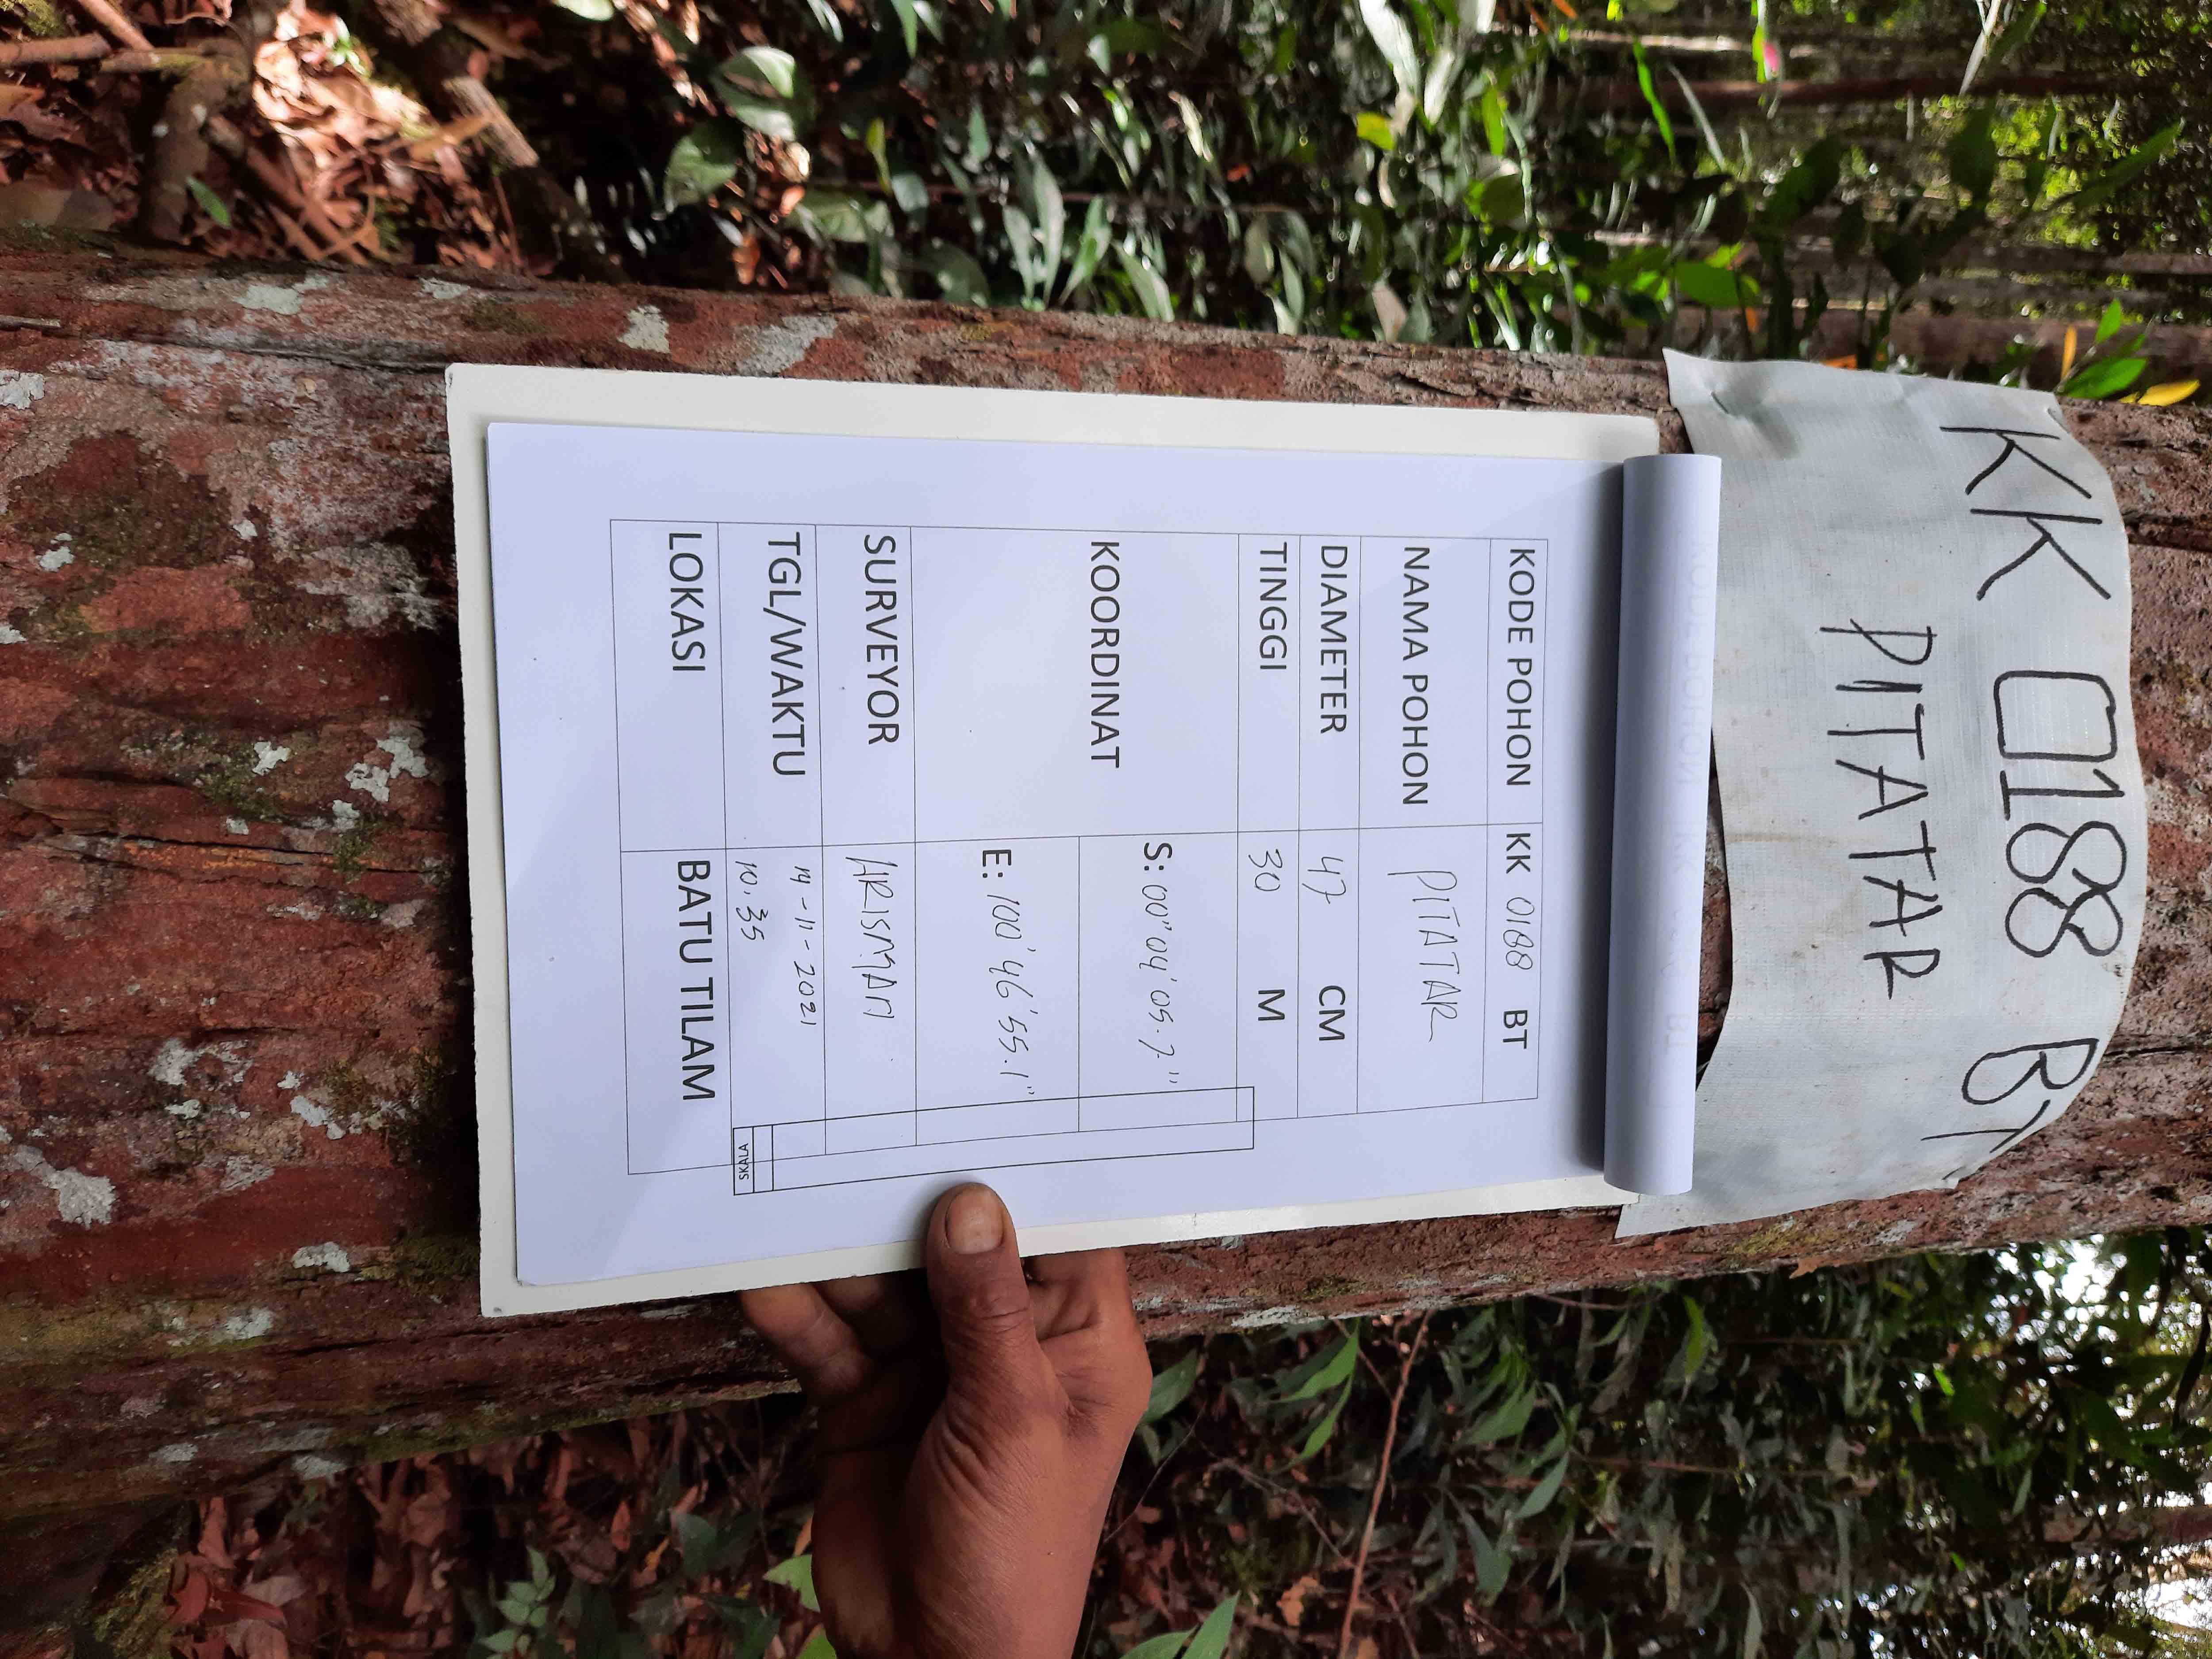 KK 0188 BT
PITATAR
KODE POHON KK 0188 BT
NAMA POHON PITATAR
DIAMETER 47 CM
TINGGI 30 M
KOORDINAT S: 00°04'05.7"
E: 100°46'55.1"
SURVEYOR ARISMAN
TGL/WAKTU 14-11-2021
10.35
LOKASI BATU TILAM
SKALA